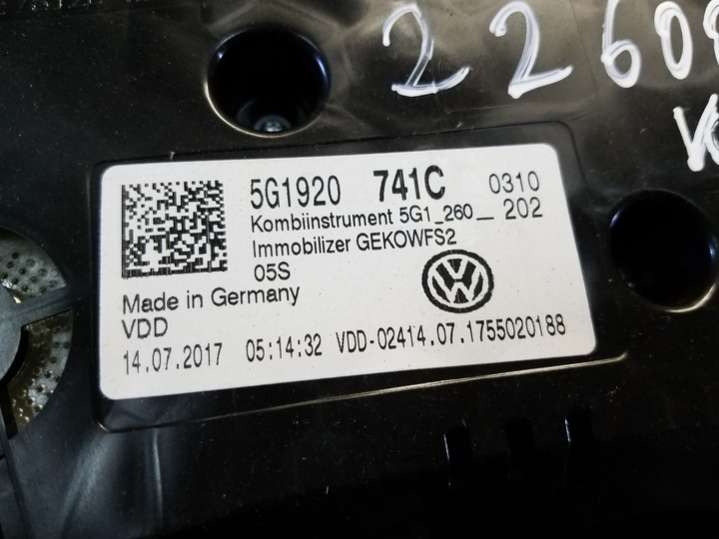 2260
5G1920 741C 0310
Kombiinstrument 5G1_260_ 202
Immobilizer GEKOWFS2
05S
Made in Germany
VDD
14.07.2017 05:14:32 VDD-02414.07.1755020188